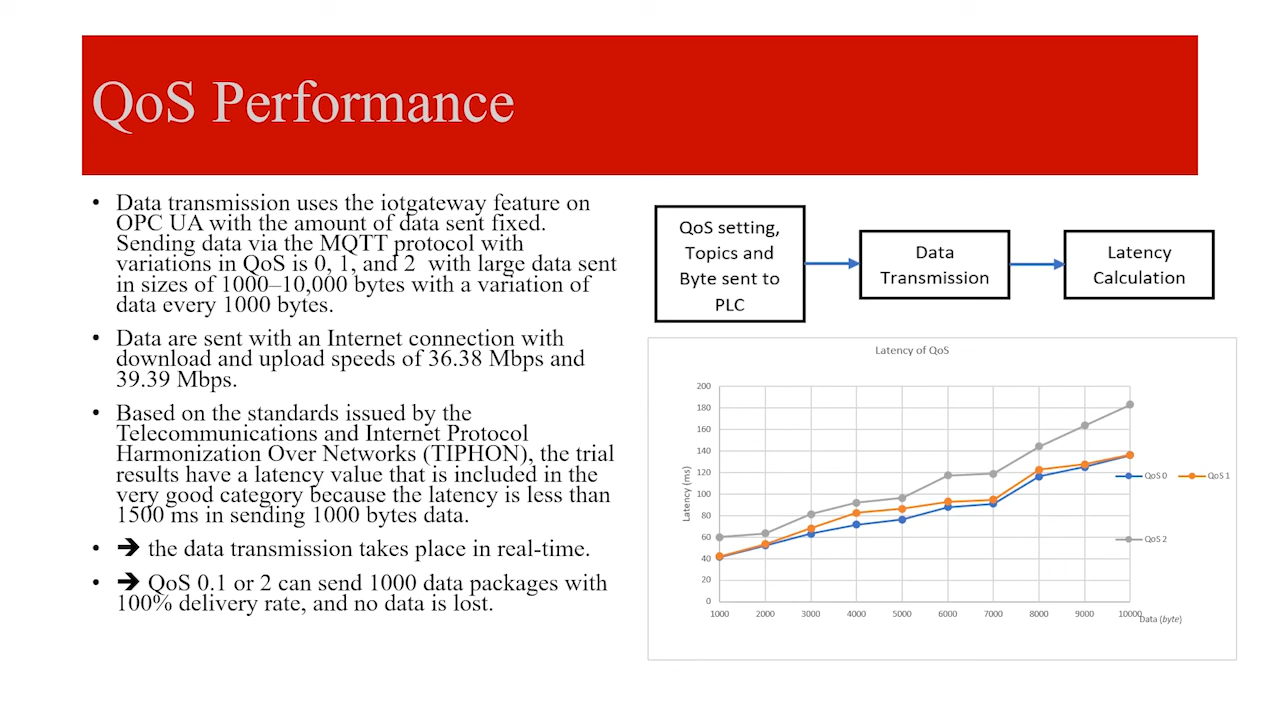 QoS Performance
• Data transmission uses the iotgateway feature on
OPC UA with the amount of data sent fixed.
Sending data via the MQTT protocol with
variations in QoS is 0, 1, and 2 with large data sent
in sizes of 1000–10,000 bytes with a variation of
data every 1000 bytes.
• Data are sent with an Internet connection with
download and upload speeds of 36.38 Mbps and
39.39 Mbps.
• Based on the standards issued by the
Telecommunications and Internet Protocol
Harmonization Over Networks (TIPHON), the trial
results have a latency value that is included in the
very good category because the latency is less than
1500 ms in sending 1000 bytes data.
• ➔ the data transmission takes place in real-time.
• ➔ QoS 0.1 or 2 can send 1000 data packages with
100% delivery rate, and no data is lost.
QoS setting,
Topics and
Byte sent to
PLC
Data
Transmission
Latency
Calculation
Latency of QoS
Latency (ms)
200
180
160
140
120
100
80
60
40
20
0
1000 2000 3000 4000 5000 6000 7000 8000 9000 10000
Data (byte)
QoS 0 QoS 1
QoS 2